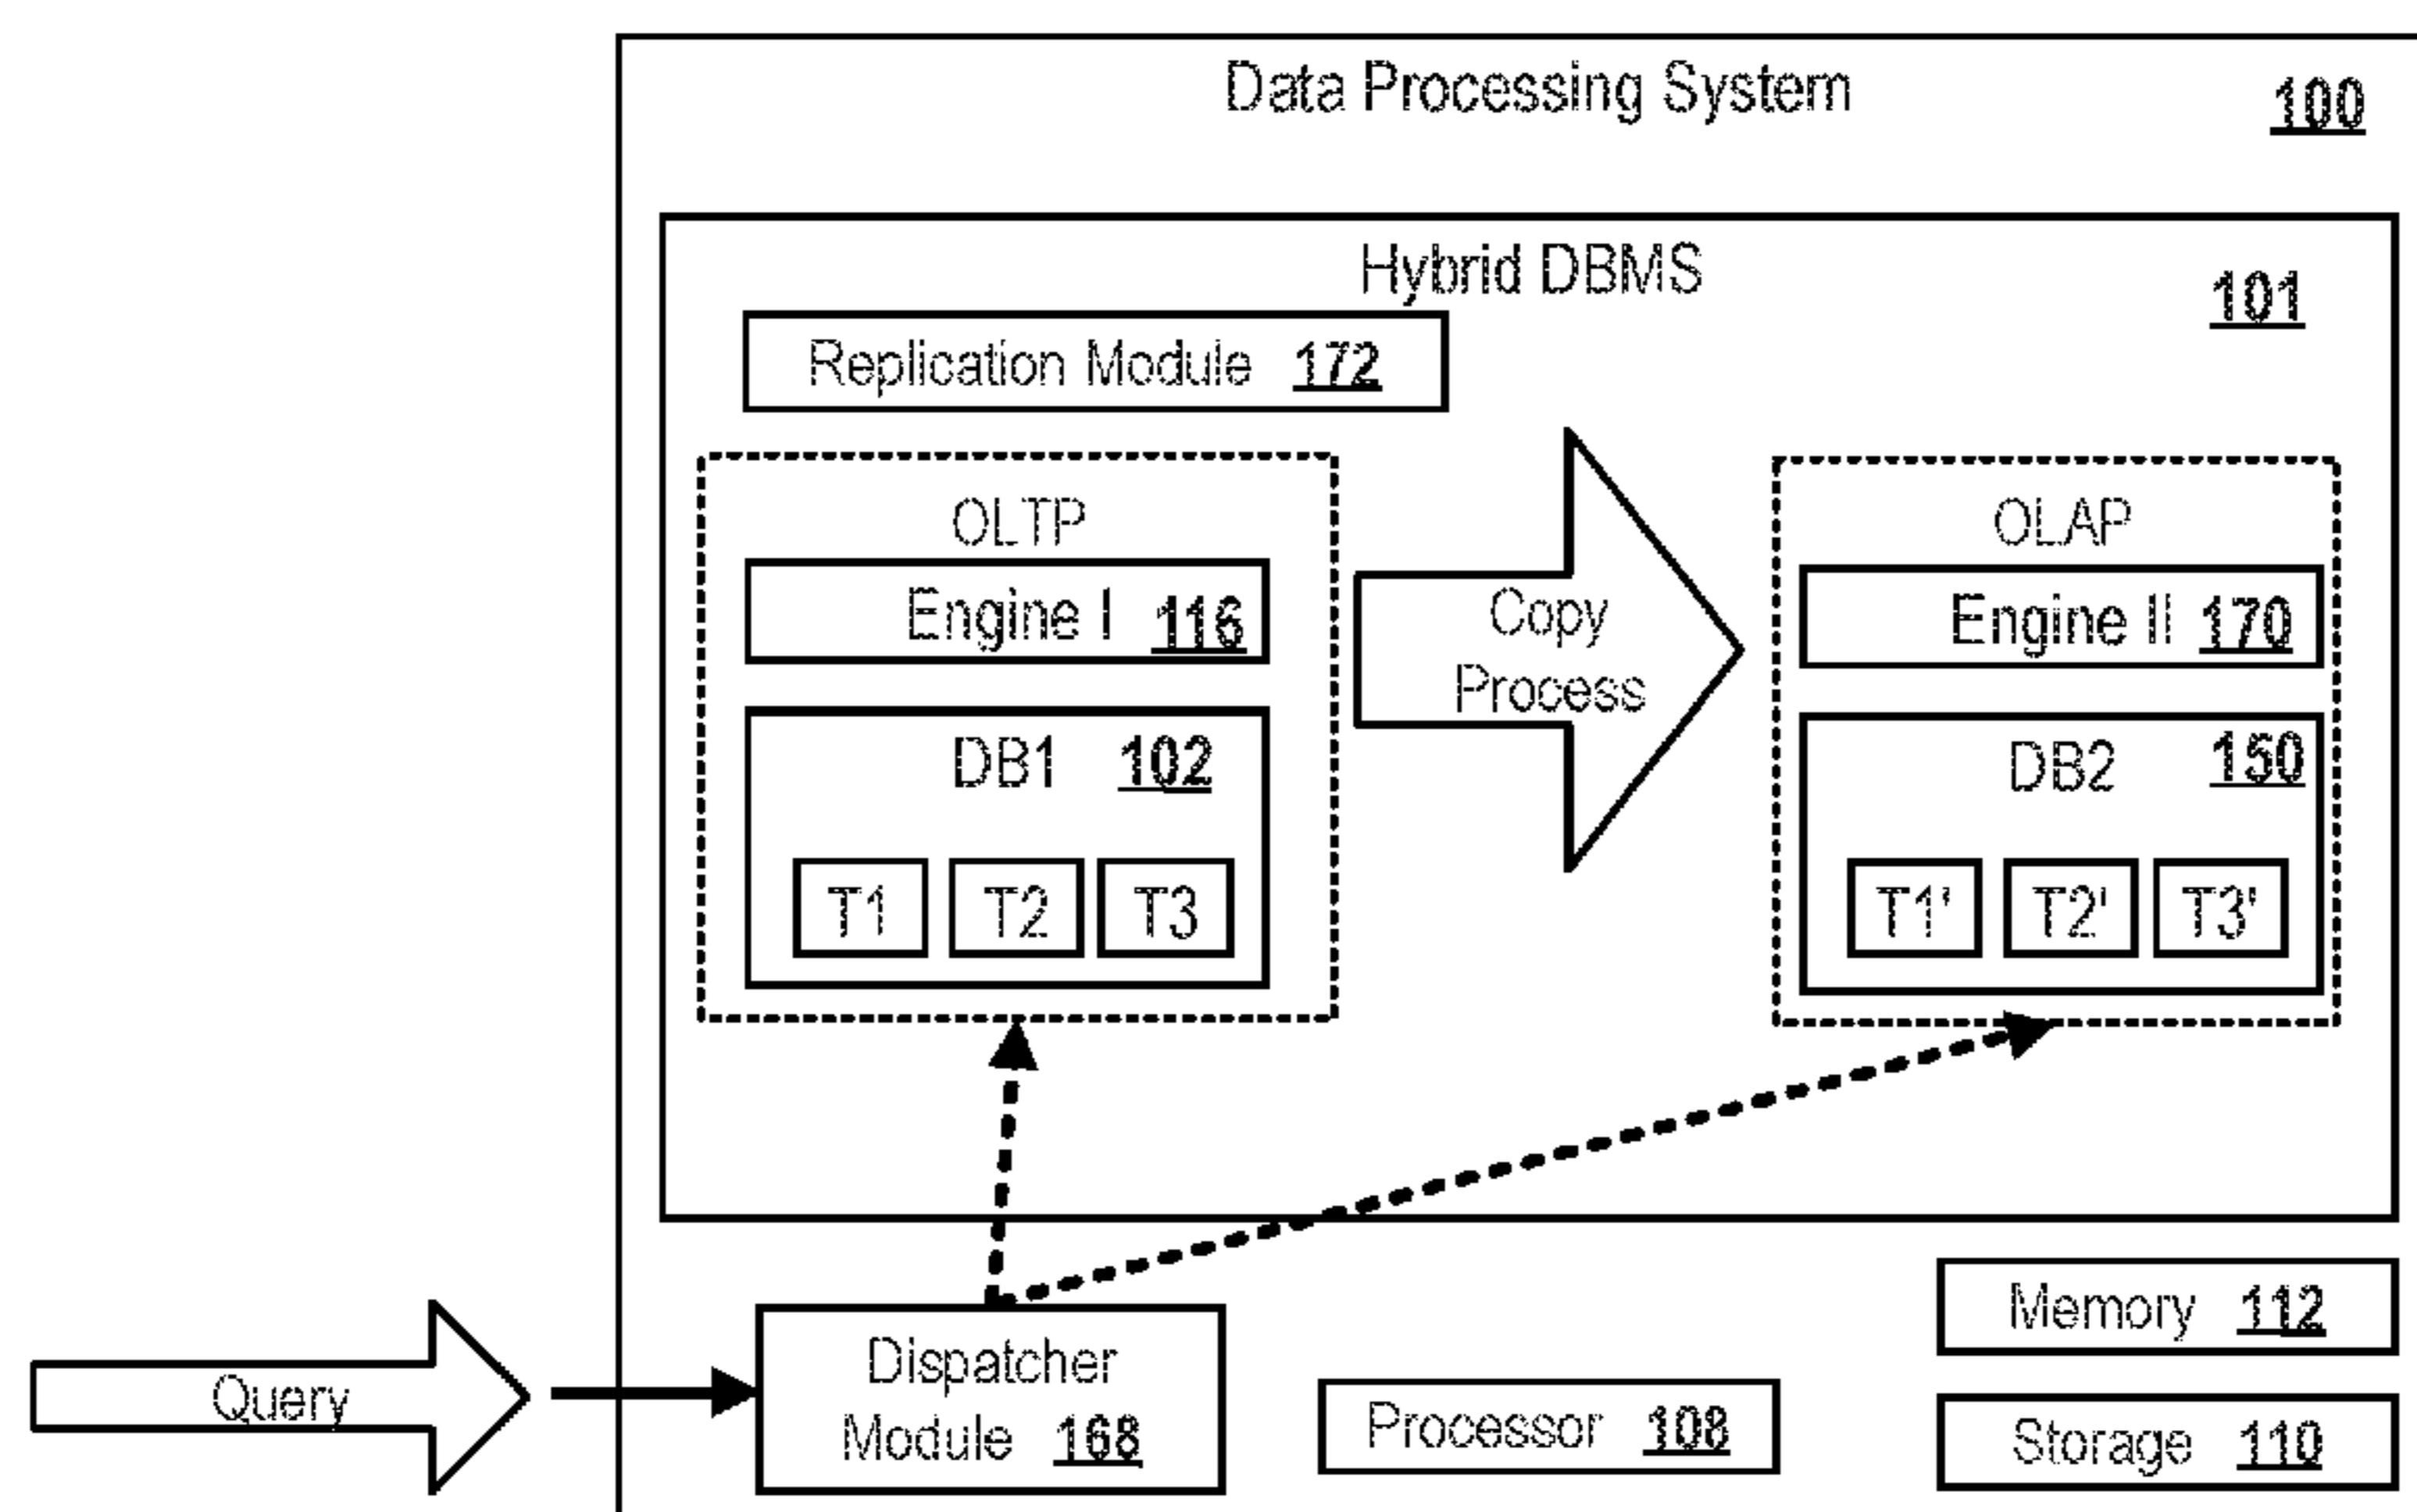 Data Processing System 100
Hybrid DBMS 101
Replication Module 172
OLTP
Engine I 116
DB1 102
T1 T2 T3
Copy
Process
OLAP
Engine II 170
DB2 150
T1' T2' T3'
Query
Dispatcher
Module 168
Processor 108
Memory 112
Storage 110